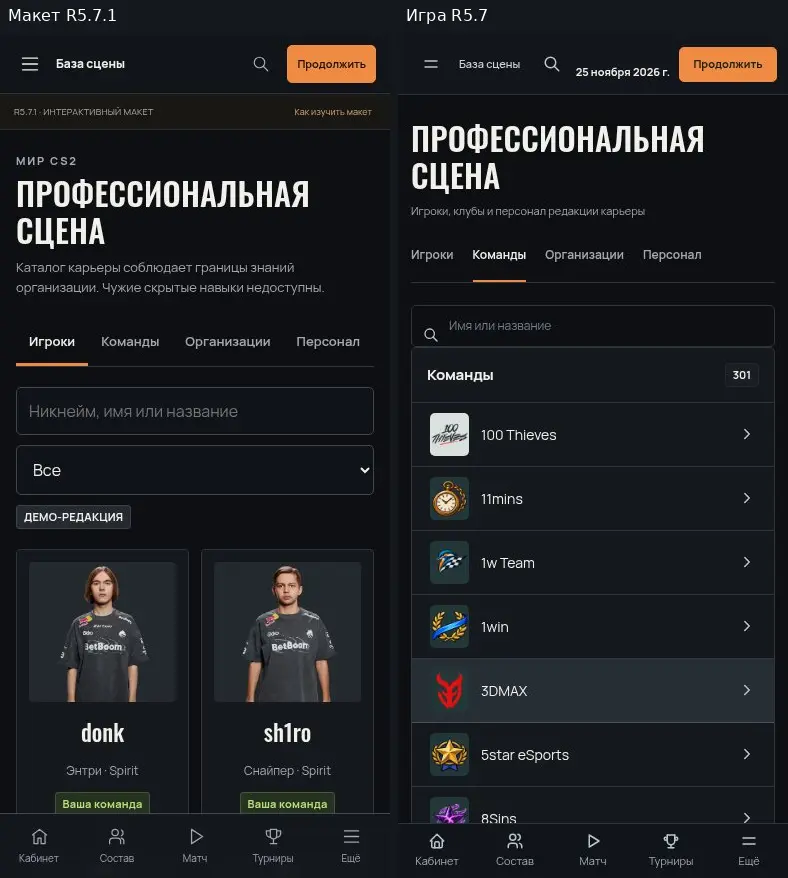 Макет R5.7.1
База сцены
Продолжить
R5.7.1 · ИНТЕРАКТИВНЫЙ МАКЕТ
Как изучить макет
МИР CS2
ПРОФЕССИОНАЛЬНАЯ
СЦЕНА
Каталог карьеры соблюдает границы знаний
организации. Чужие скрытые навыки недоступны.
Игроки Команды Организации Персонал
Никнейм, имя или название
Все
ДЕМО-РЕДАКЦИЯ
BetBoom
BetBoom
donk
sh1ro
Энтри · Spirit
Снайпер · Spirit
Ваша команда
Ваша команда
Кабинет Состав Матч Турниры Ещё
Игра R5.7
База сцены
25 ноября 2026 г.
Продолжить
ПРОФЕССИОНАЛЬНАЯ
СЦЕНА
Игроки, клубы и персонал редакции карьеры
Игроки Команды Организации Персонал
Имя или название
Команды
301
100 THIEVES
100 Thieves
11mins
1w Team
1win
3DMAX
5star eSports
8Sins
Кабинет Состав Матч Турниры Ещё